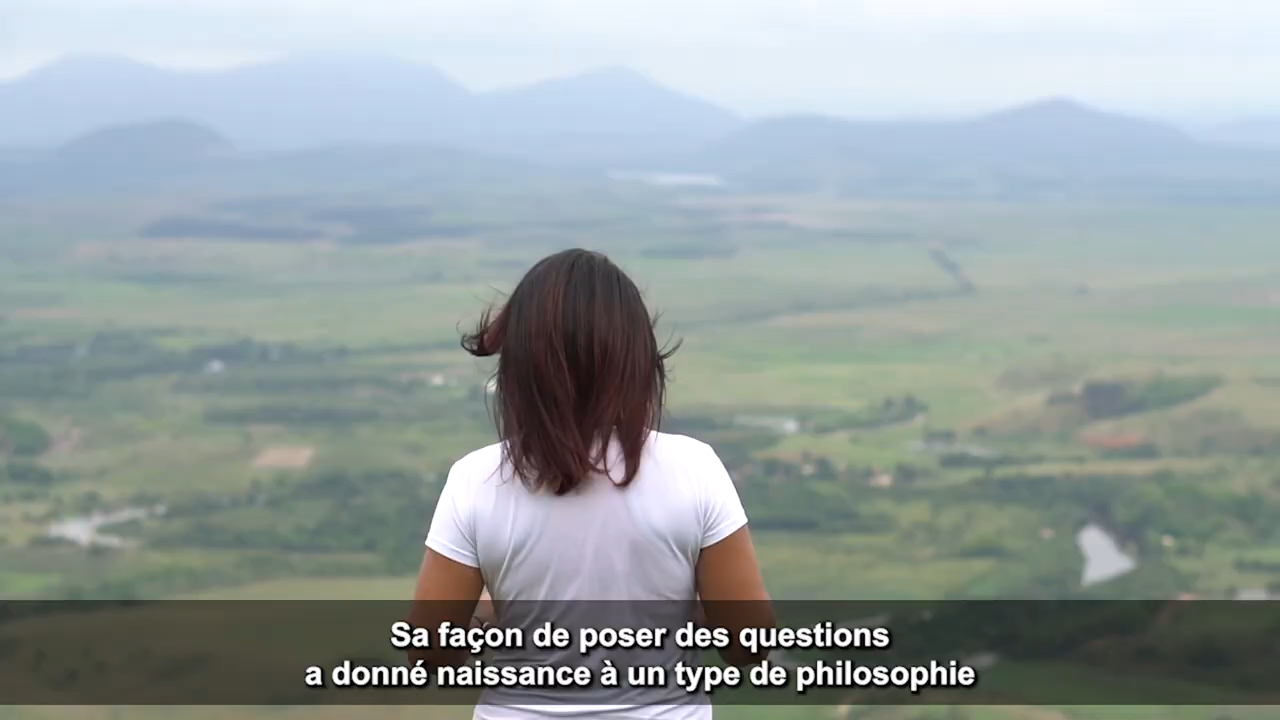 Sa façon de poser des questions
a donné naissance à un type de philosophie